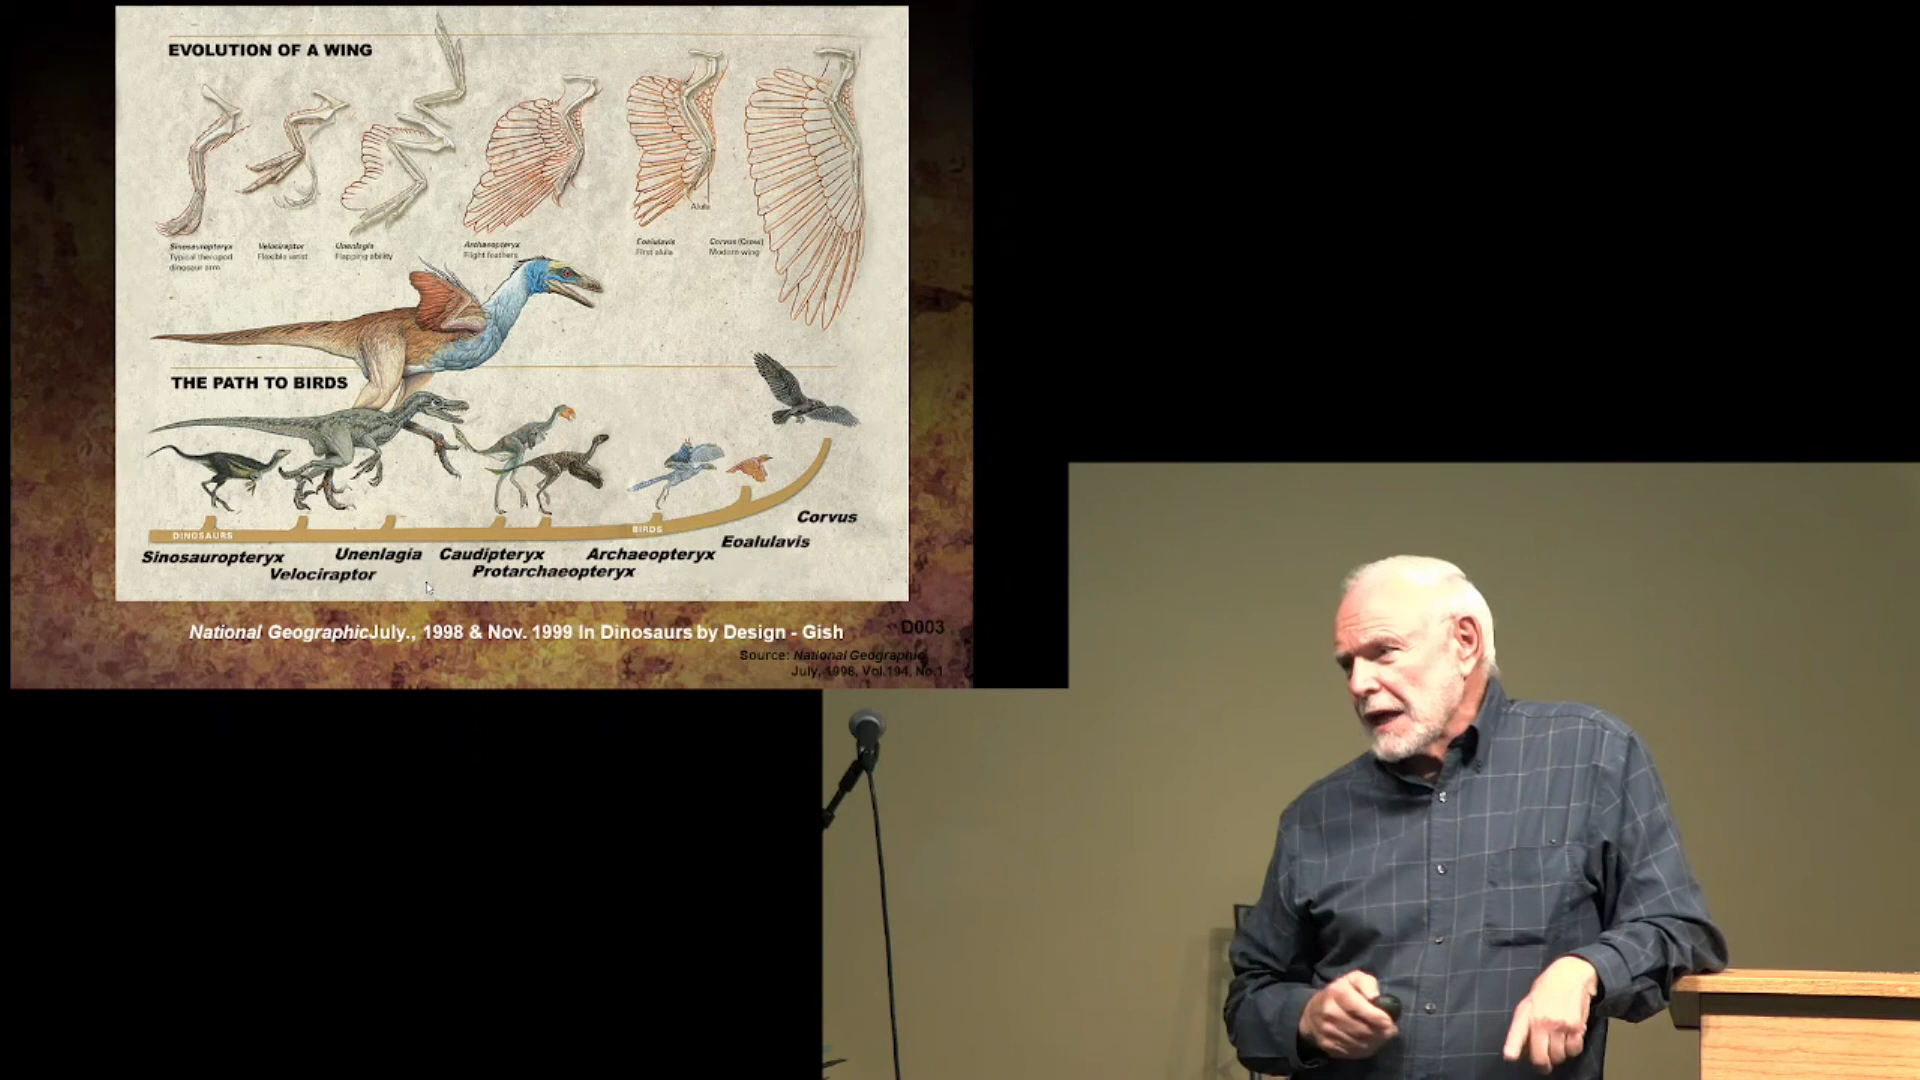 EVOLUTION OF A WING
Alula
Sinosauropteryx
Typical theropod
dinosaur arm
Velociraptor
Flexible wrist
Unenlagia
Flapping ability
Archaeopteryx
Flight feathers
Eoalulavis
First alula
Corvus (Crow)
Modern wing
THE PATH TO BIRDS
DINOSAURS
BIRDS
Corvus
Eoalulavis
Sinosauropteryx
Unenlagia
Caudipteryx
Archaeopteryx
Velociraptor
Protarchaeopteryx
National GeographicJuly., 1998 & Nov. 1999 In Dinosaurs by Design - Gish
D003
Source: National Geographic
July, 1998, Vol.194, No.1